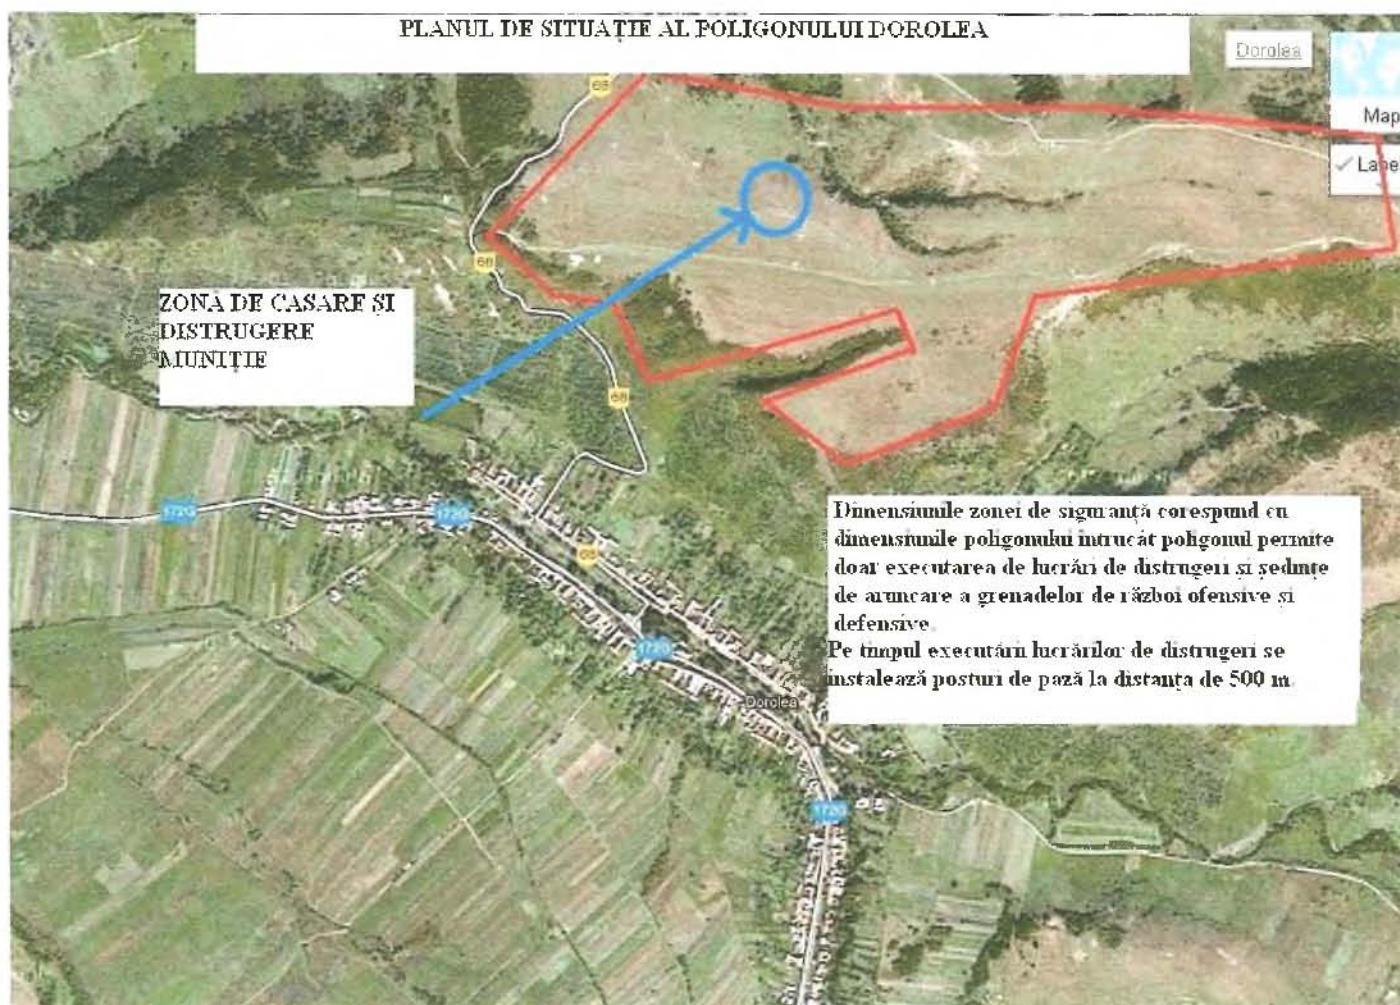 PLANUL DE SITUAȚIE AL POLIGONULUI DOROLEA
Dorolea
Map
Labe
68
68
ZONA DE CASARE ȘI
DISTRUGERE
MUNIȚIE
68
172G
172G
68
Dimensiunile zonei de siguranță corespund cu
dimensiunile poligonului întrucât poligonul permite
doar executarea de lucrări de distrugeri si ședințe
de aruncare a grenadelor de război ofensive si
defensive.
Pe timpul executării lucrărilor de distrugeri se
instalează posturi de pază la distanța de 500 m
172G
Dorolea
172G